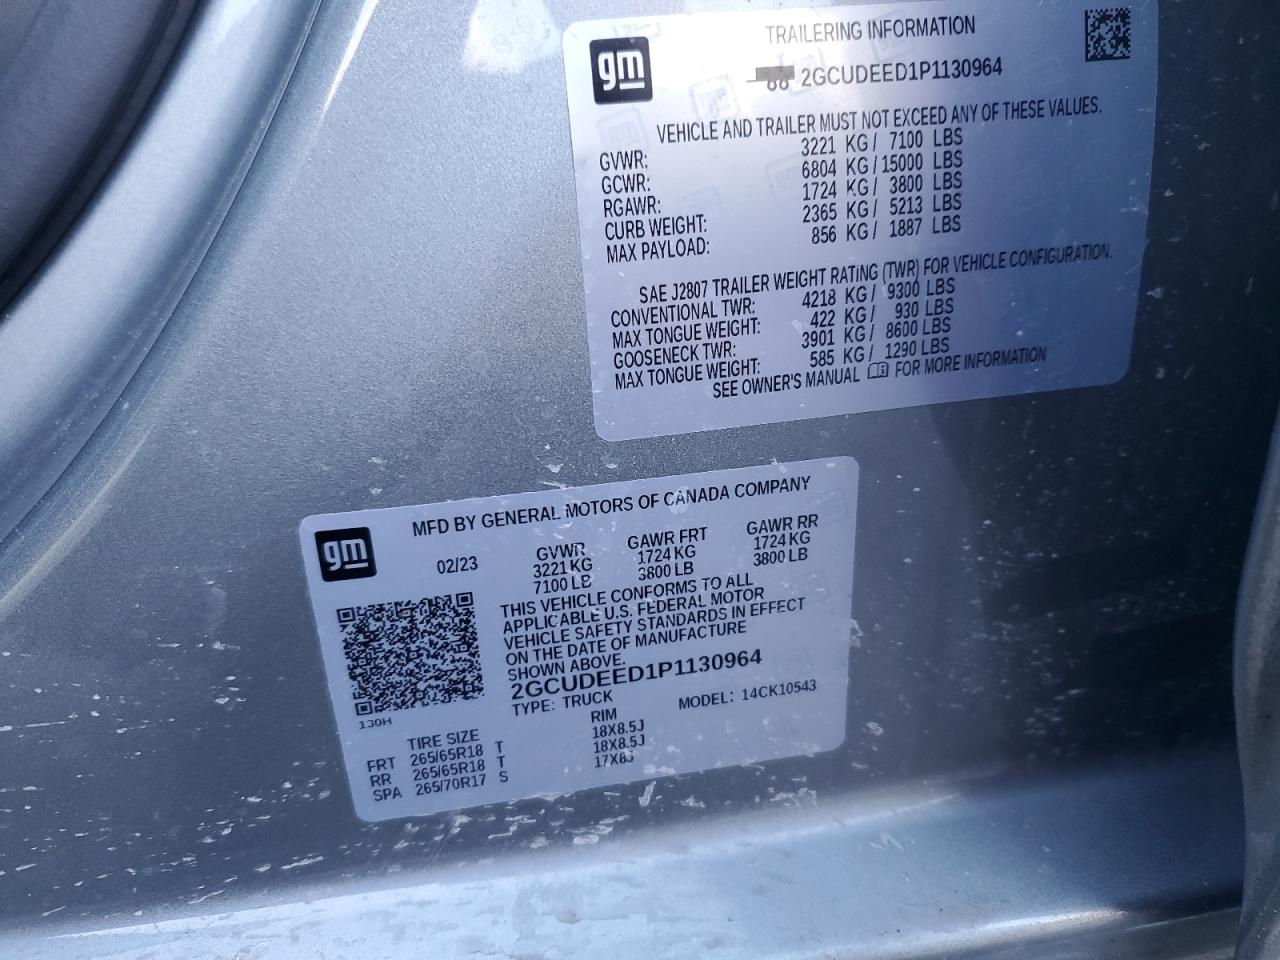 gm
TRAILERING INFORMATION
2GCUDEED1P1130964
VEHICLE AND TRAILER MUST NOT EXCEED ANY OF THESE VALUES.
GVWR: 3221 KG/ 7100 LBS
GCWR: 6804 KG/ 15000 LBS
RGAWR: 1724 KG/ 3800 LBS
CURB WEIGHT: 2365 KG/ 5213 LBS
MAX PAYLOAD: 856 KG/ 1887 LBS
SAE J2807 TRAILER WEIGHT RATING (TWR) FOR VEHICLE CONFIGURATION.
CONVENTIONAL TWR: 4218 KG/ 9300 LBS
MAX TONGUE WEIGHT: 422 KG/ 930 LBS
GOOSENECK TWR: 3901 KG/ 8600 LBS
MAX TONGUE WEIGHT: 585 KG/ 1290 LBS
SEE OWNER'S MANUAL FOR MORE INFORMATION
gm
MFD BY GENERAL MOTORS OF CANADA COMPANY
02/23 GVWR GAWR FRT GAWR RR
3221 KG 1724 KG 1724 KG
7100 LB 3800 LB 3800 LB
THIS VEHICLE CONFORMS TO ALL
APPLICABLE U.S. FEDERAL MOTOR
VEHICLE SAFETY STANDARDS IN EFFECT
ON THE DATE OF MANUFACTURE
SHOWN ABOVE.
2GCUDEED1P1130964
TYPE: TRUCK MODEL: 14CK10543
130H
TIRE SIZE RIM
FRT 265/65R18 T 18X8.5J
RR 265/65R18 T 18X8.5J
SPA 265/70R17 S 17X8J